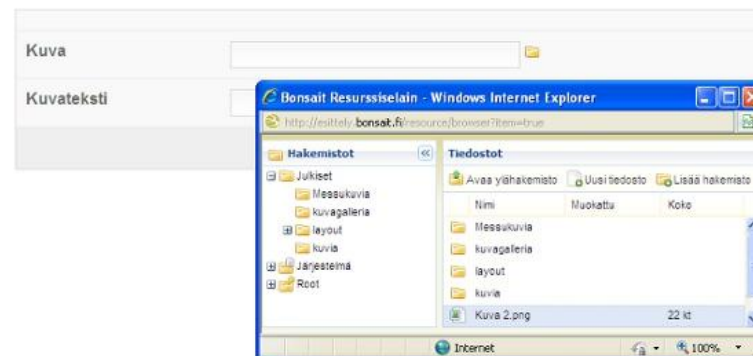 Kuva
Kuvateksti
Bonsait Resurssiselain - Windows Internet Explorer
http://esittely.bonsait.fi/resource/browser?item=true
Hakemistot
Julkiset
Messukuvia
kuvagalleria
layout
kuvia
Järjestelmä
Root
Tiedostot
Avaa ylähakemisto Uusi tiedosto Lisää hakemisto
Nimi Muokattu Koko
Messukuvia
kuvagalleria
layout
kuvia
Kuva 2.png 22 kt
Internet 100%